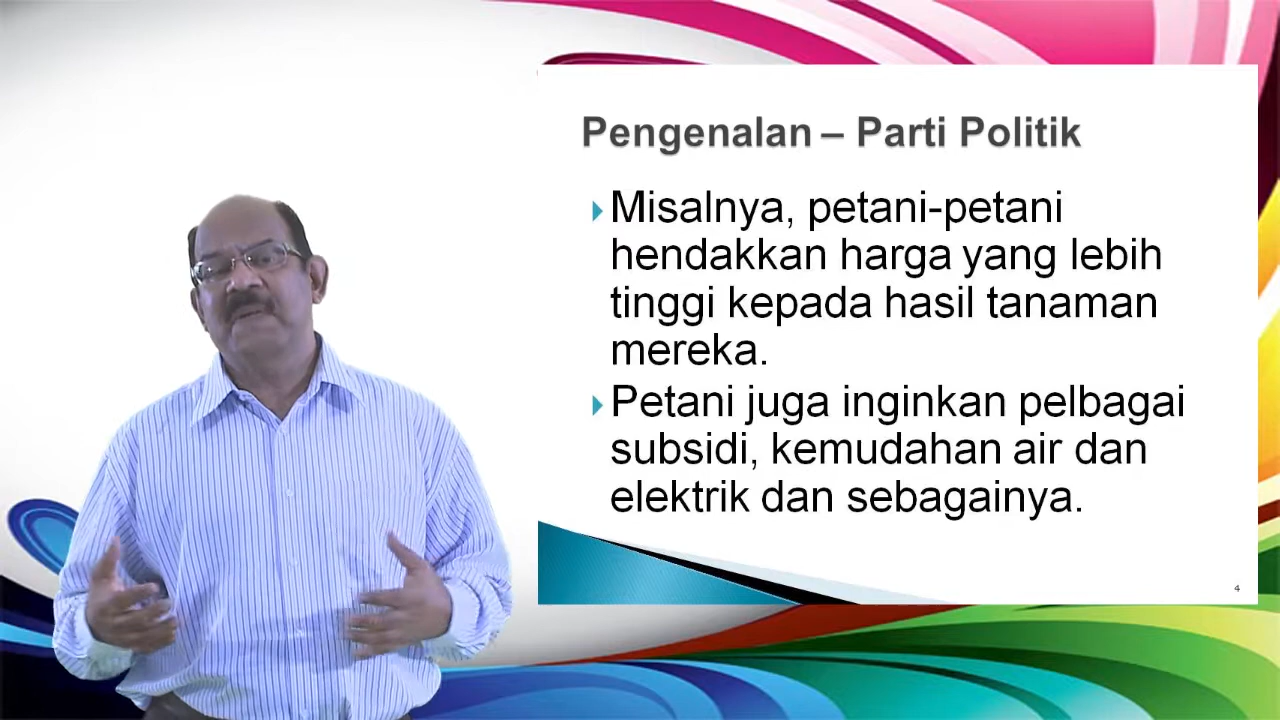 Pengenalan – Parti Politik
Misalnya, petani-petani
hendakkan harga yang lebih
tinggi kepada hasil tanaman
mereka.
Petani juga inginkan pelbagai
subsidi, kemudahan air dan
elektrik dan sebagainya.
4